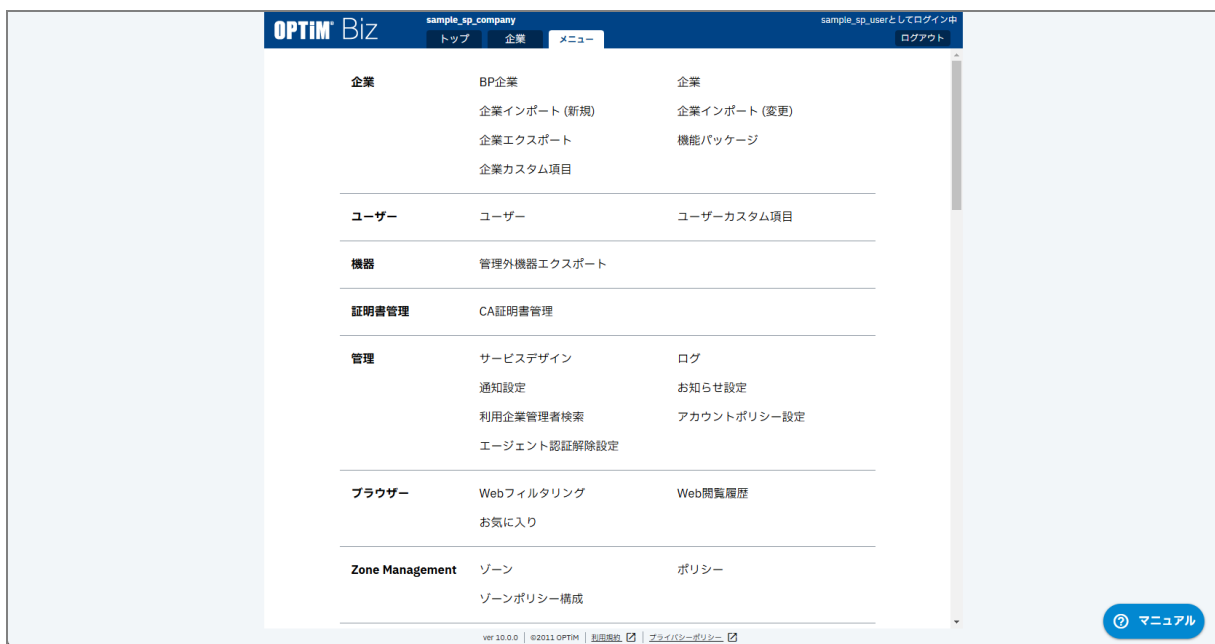 OPTiM Biz
sample_sp_company
sample_sp_userとしてログイン中
トップ 企業 メニュー
ログアウト
企業 BP企業 企業
企業インポート (新規) 企業インポート (変更)
企業エクスポート 機能パッケージ
企業カスタム項目
ユーザー ユーザー ユーザーカスタム項目
機器 管理外機器エクスポート
証明書管理 CA証明書管理
管理 サービスデザイン ログ
通知設定 お知らせ設定
利用企業管理者検索 アカウントポリシー設定
エージェント認証解除設定
ブラウザー Webフィルタリング Web閲覧履歴
お気に入り
Zone Management ゾーン ポリシー
ゾーンポリシー構成
マニュアル
ver 10.0.0 | ©2011 OPTiM | 利用規約 | プライバシーポリシー